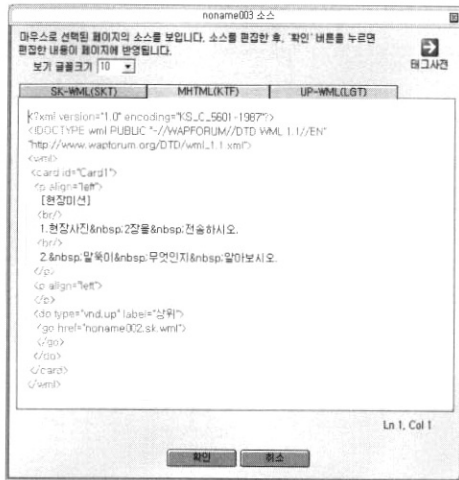 noname003 소스
마우스로 선택된 페이지의 소스를 보입니다. 소스를 편집한 후, '확인' 버튼을 누르면
편집한 내용이 페이지에 반영됩니다.
보기 글꼴크기 10
태그사전
SK-WML(SKT) MHTML(KTF) UP-WML(LGT)
<?xml version="1.0" encoding="KS_C_5601-1987"?>
<!DOCTYPE wml PUBLIC "-//WAPFORUM//DTD WML 1.1//EN"
"http://www.wapforum.org/DTD/wml_1.1.xml">
<wml>
<card id="Card1">
<p align="left">
[현장미션]
<br/>
1.현장사진&nbsp;2장을&nbsp;전송하시오.
<br/>
2.&nbsp;말뚝이&nbsp;무엇인지&nbsp;알아보시오.
</p>
<p align="left">
</p>
<do type="vnd.up" label="상위">
<go href="noname002.sk.wml">
</go>
</do>
</card>
</wml>
Ln 1, Col 1
확인 취소